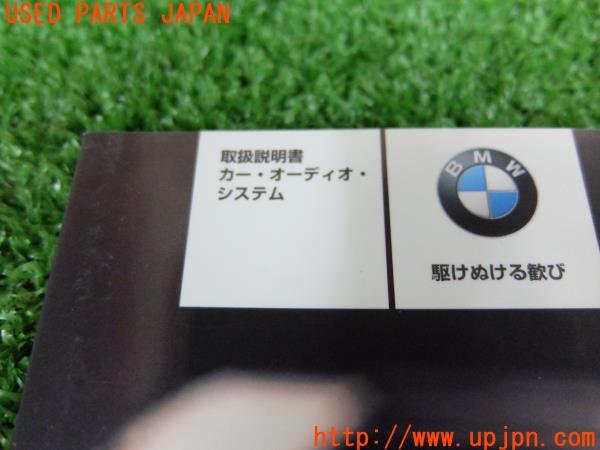 USED PARTS JAPAN
取扱説明書
カー・オーディオ・
システム
BMW
駆けぬける歓び
http://www.upjpn.com